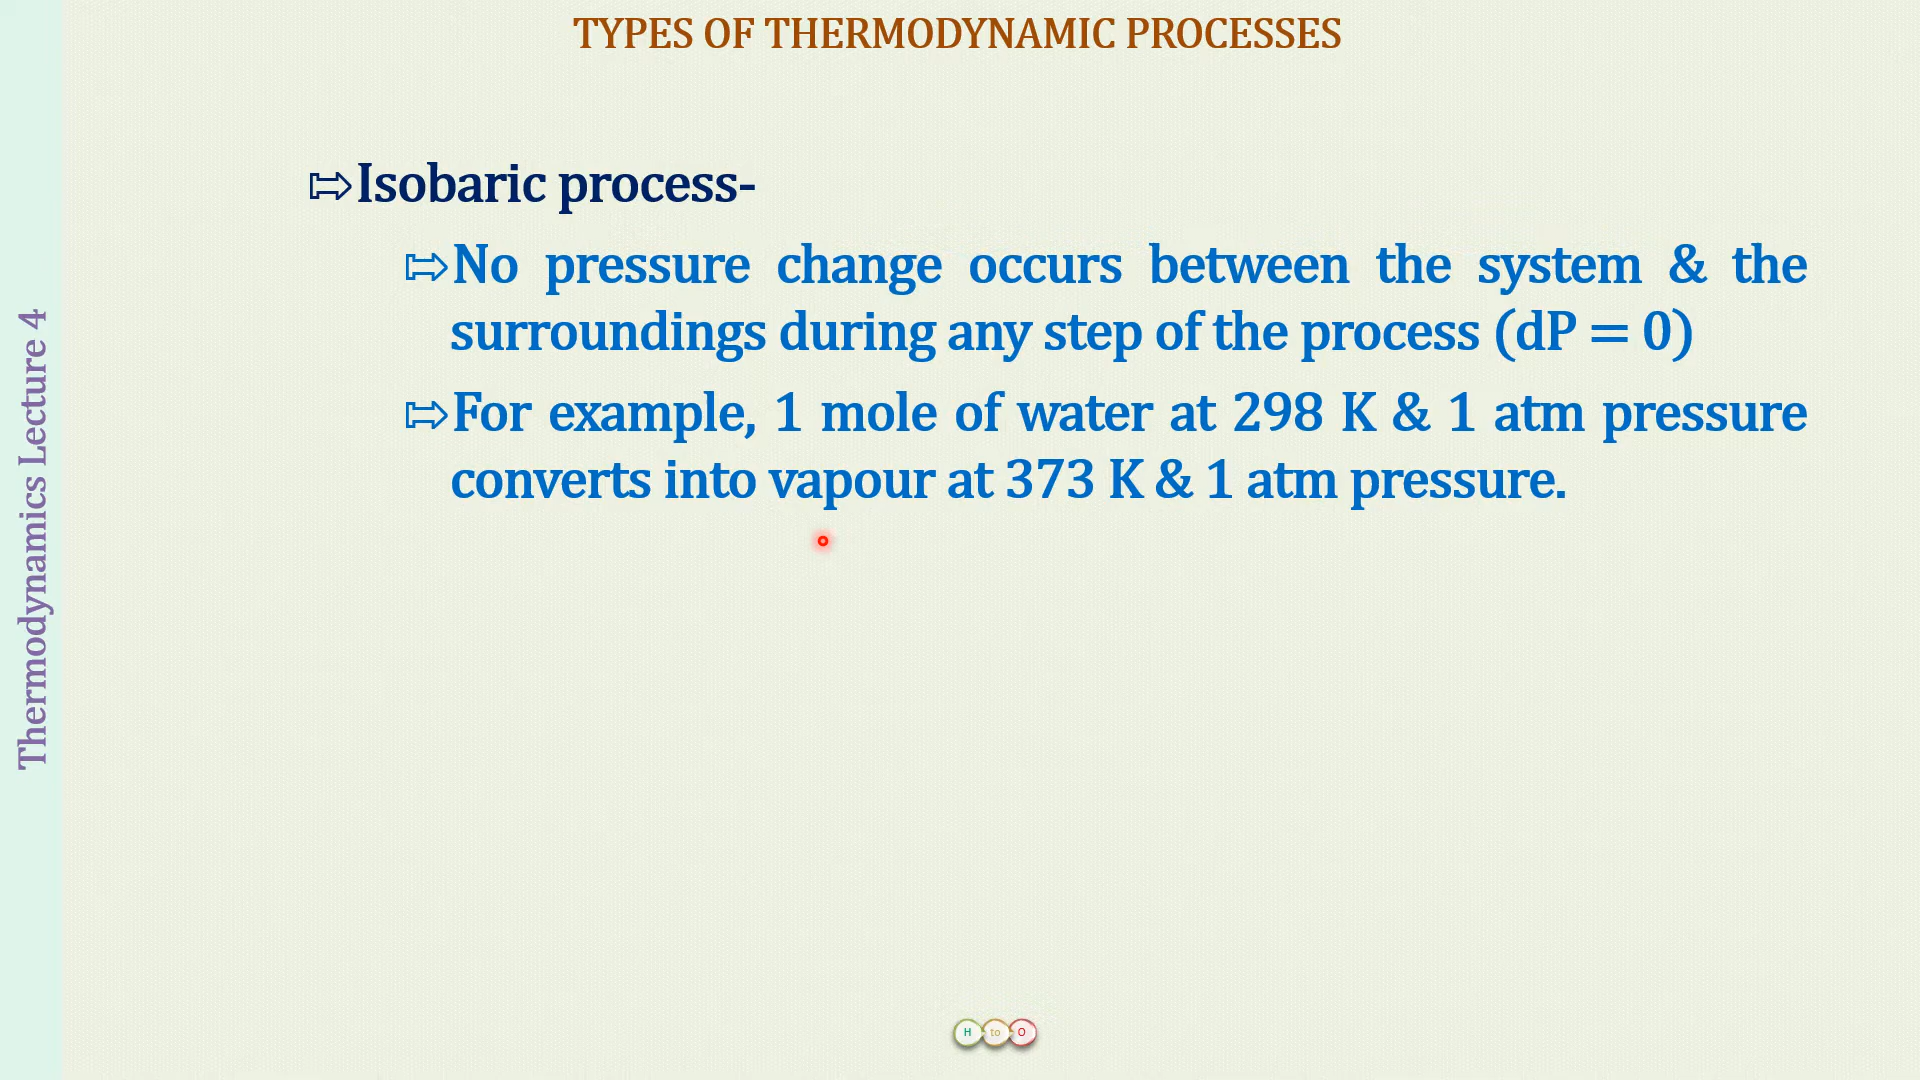 TYPES OF THERMODYNAMIC PROCESSES
Thermodynamics Lecture 4
⇰Isobaric process-
⇰No pressure change occurs between the system & the
surroundings during any step of the process (dP = 0)
⇰For example, 1 mole of water at 298 K & 1 atm pressure
converts into vapour at 373 K & 1 atm pressure.
H to O